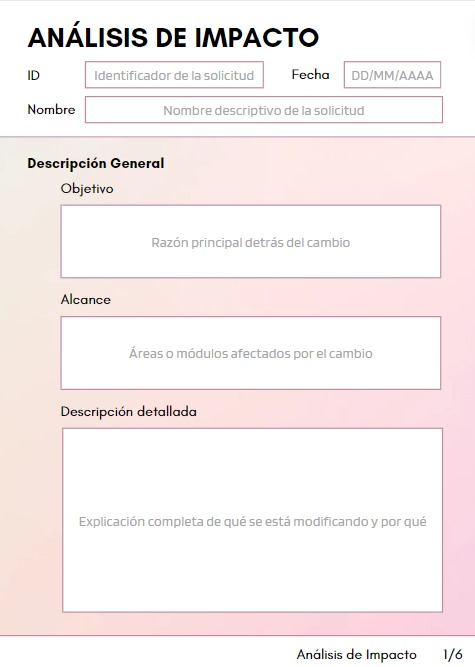 ANÁLISIS DE IMPACTO
ID Identificador de la solicitud Fecha DD/MM/AAAA
Nombre Nombre descriptivo de la solicitud
Descripción General
Objetivo
Razón principal detrás del cambio
Alcance
Áreas o módulos afectados por el cambio
Descripción detallada
Explicación completa de qué se está modificando y por qué
Análisis de Impacto 1/6